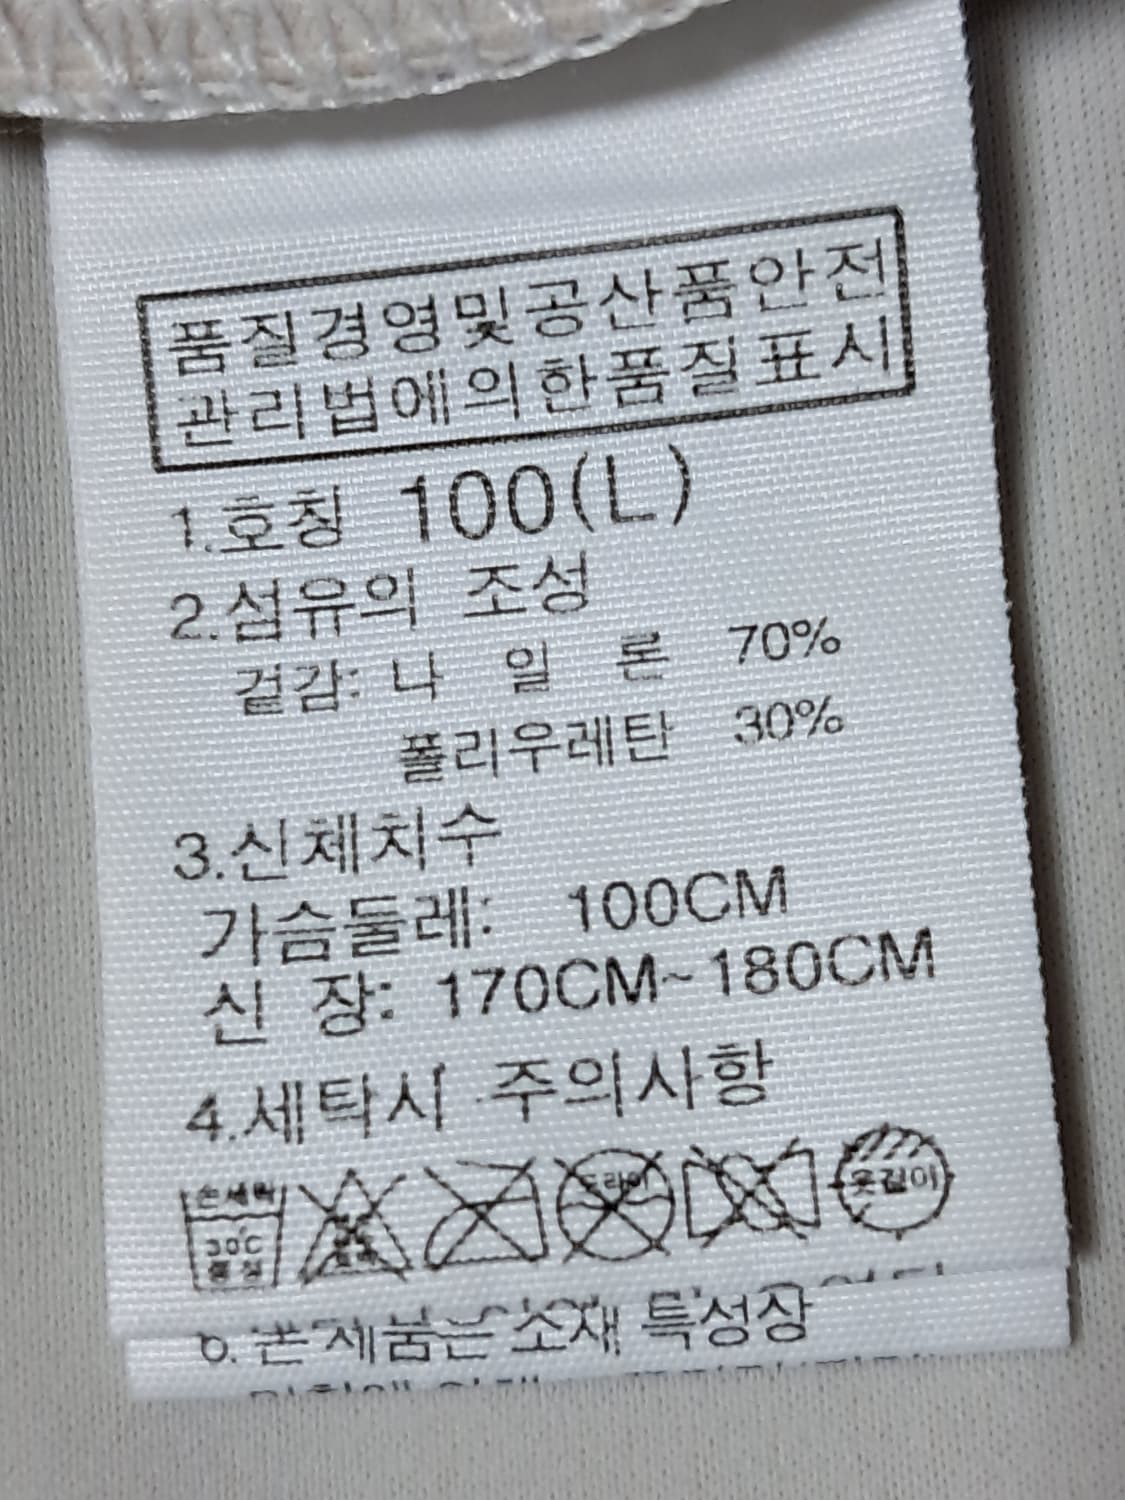 품질경영및공산품안전
관리법에의한품질표시
1.호칭 100(L)
2.섬유의 조성
겉감: 나 일 론 70%
폴리우레탄 30%
3.신체치수
가슴둘레: 100CM
신 장: 170CM~180CM
4.세탁시 주의사항
손세탁 30℃ 중성
드라이
옷걸이
6. 본 제품은 소재 특성상